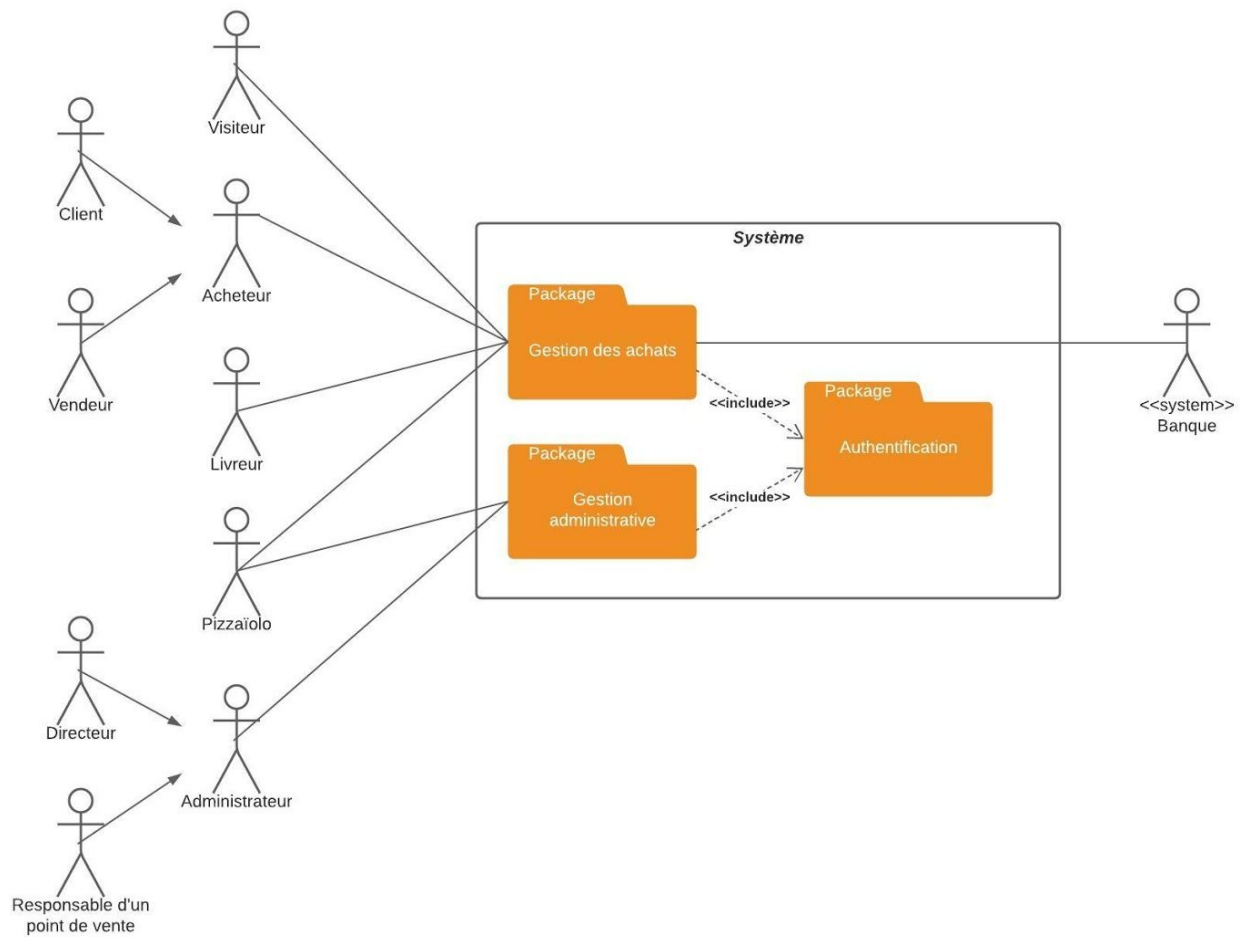 Visiteur
Client
Acheteur
Vendeur
Livreur
Pizzaïolo
Directeur
Administrateur
Responsable d'un
point de vente
Système
Package
Gestion des achats
<<include>>
Package
Authentification
Package
Gestion
administrative
<<include>>
<<system>>
Banque